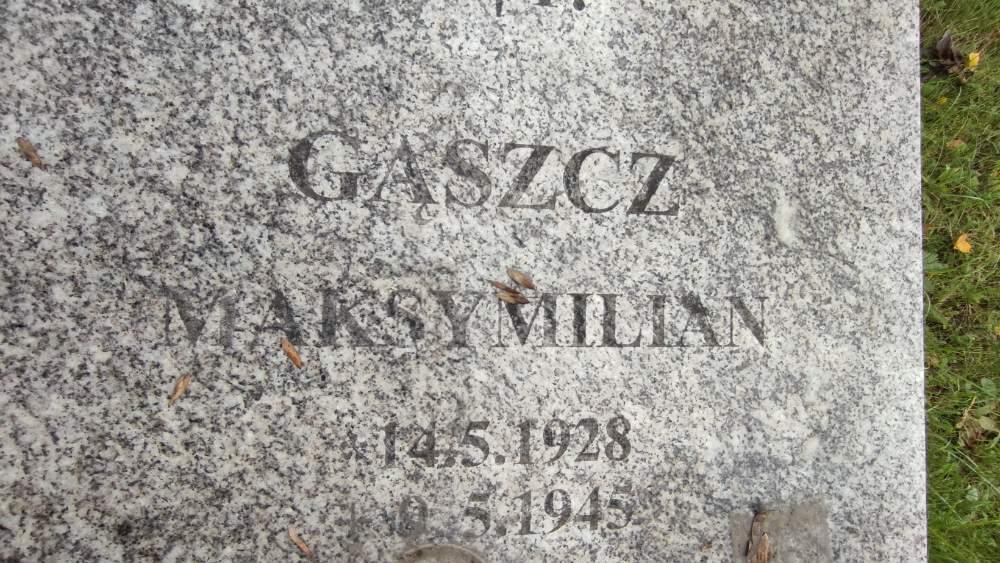 GĄSZCZ
MAKSYMILIAN
14.5.1928
5.1945